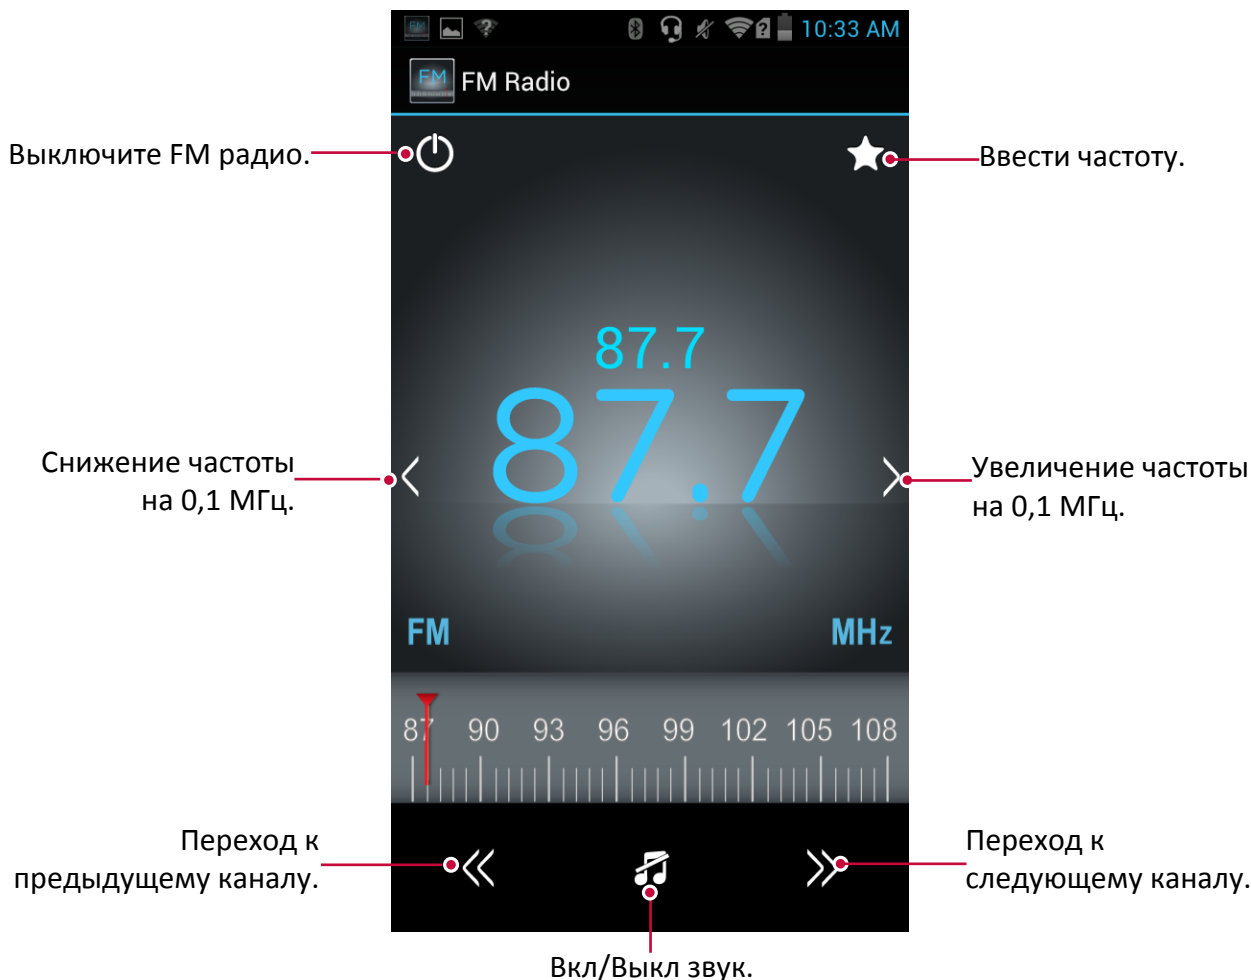 FM 10:33 AM
FM FM Radio
Выключите FM радио.
Ввести частоту.
87.7
87.7
Снижение частоты
на 0,1 МГц.
Увеличение частоты
на 0,1 МГц.
FM MHz
87 90 93 96 99 102 105 108
Переход к
предыдущему каналу.
Переход к
следующему каналу.
Вкл/Выкл звук.